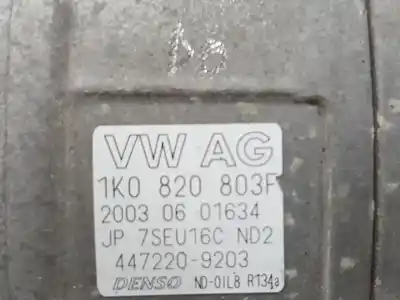 VW AG
1K0 820 803F
2003 06 01634
JP 7SEU16C ND2
447220-9203
DENSO ND-OIL8 R134a